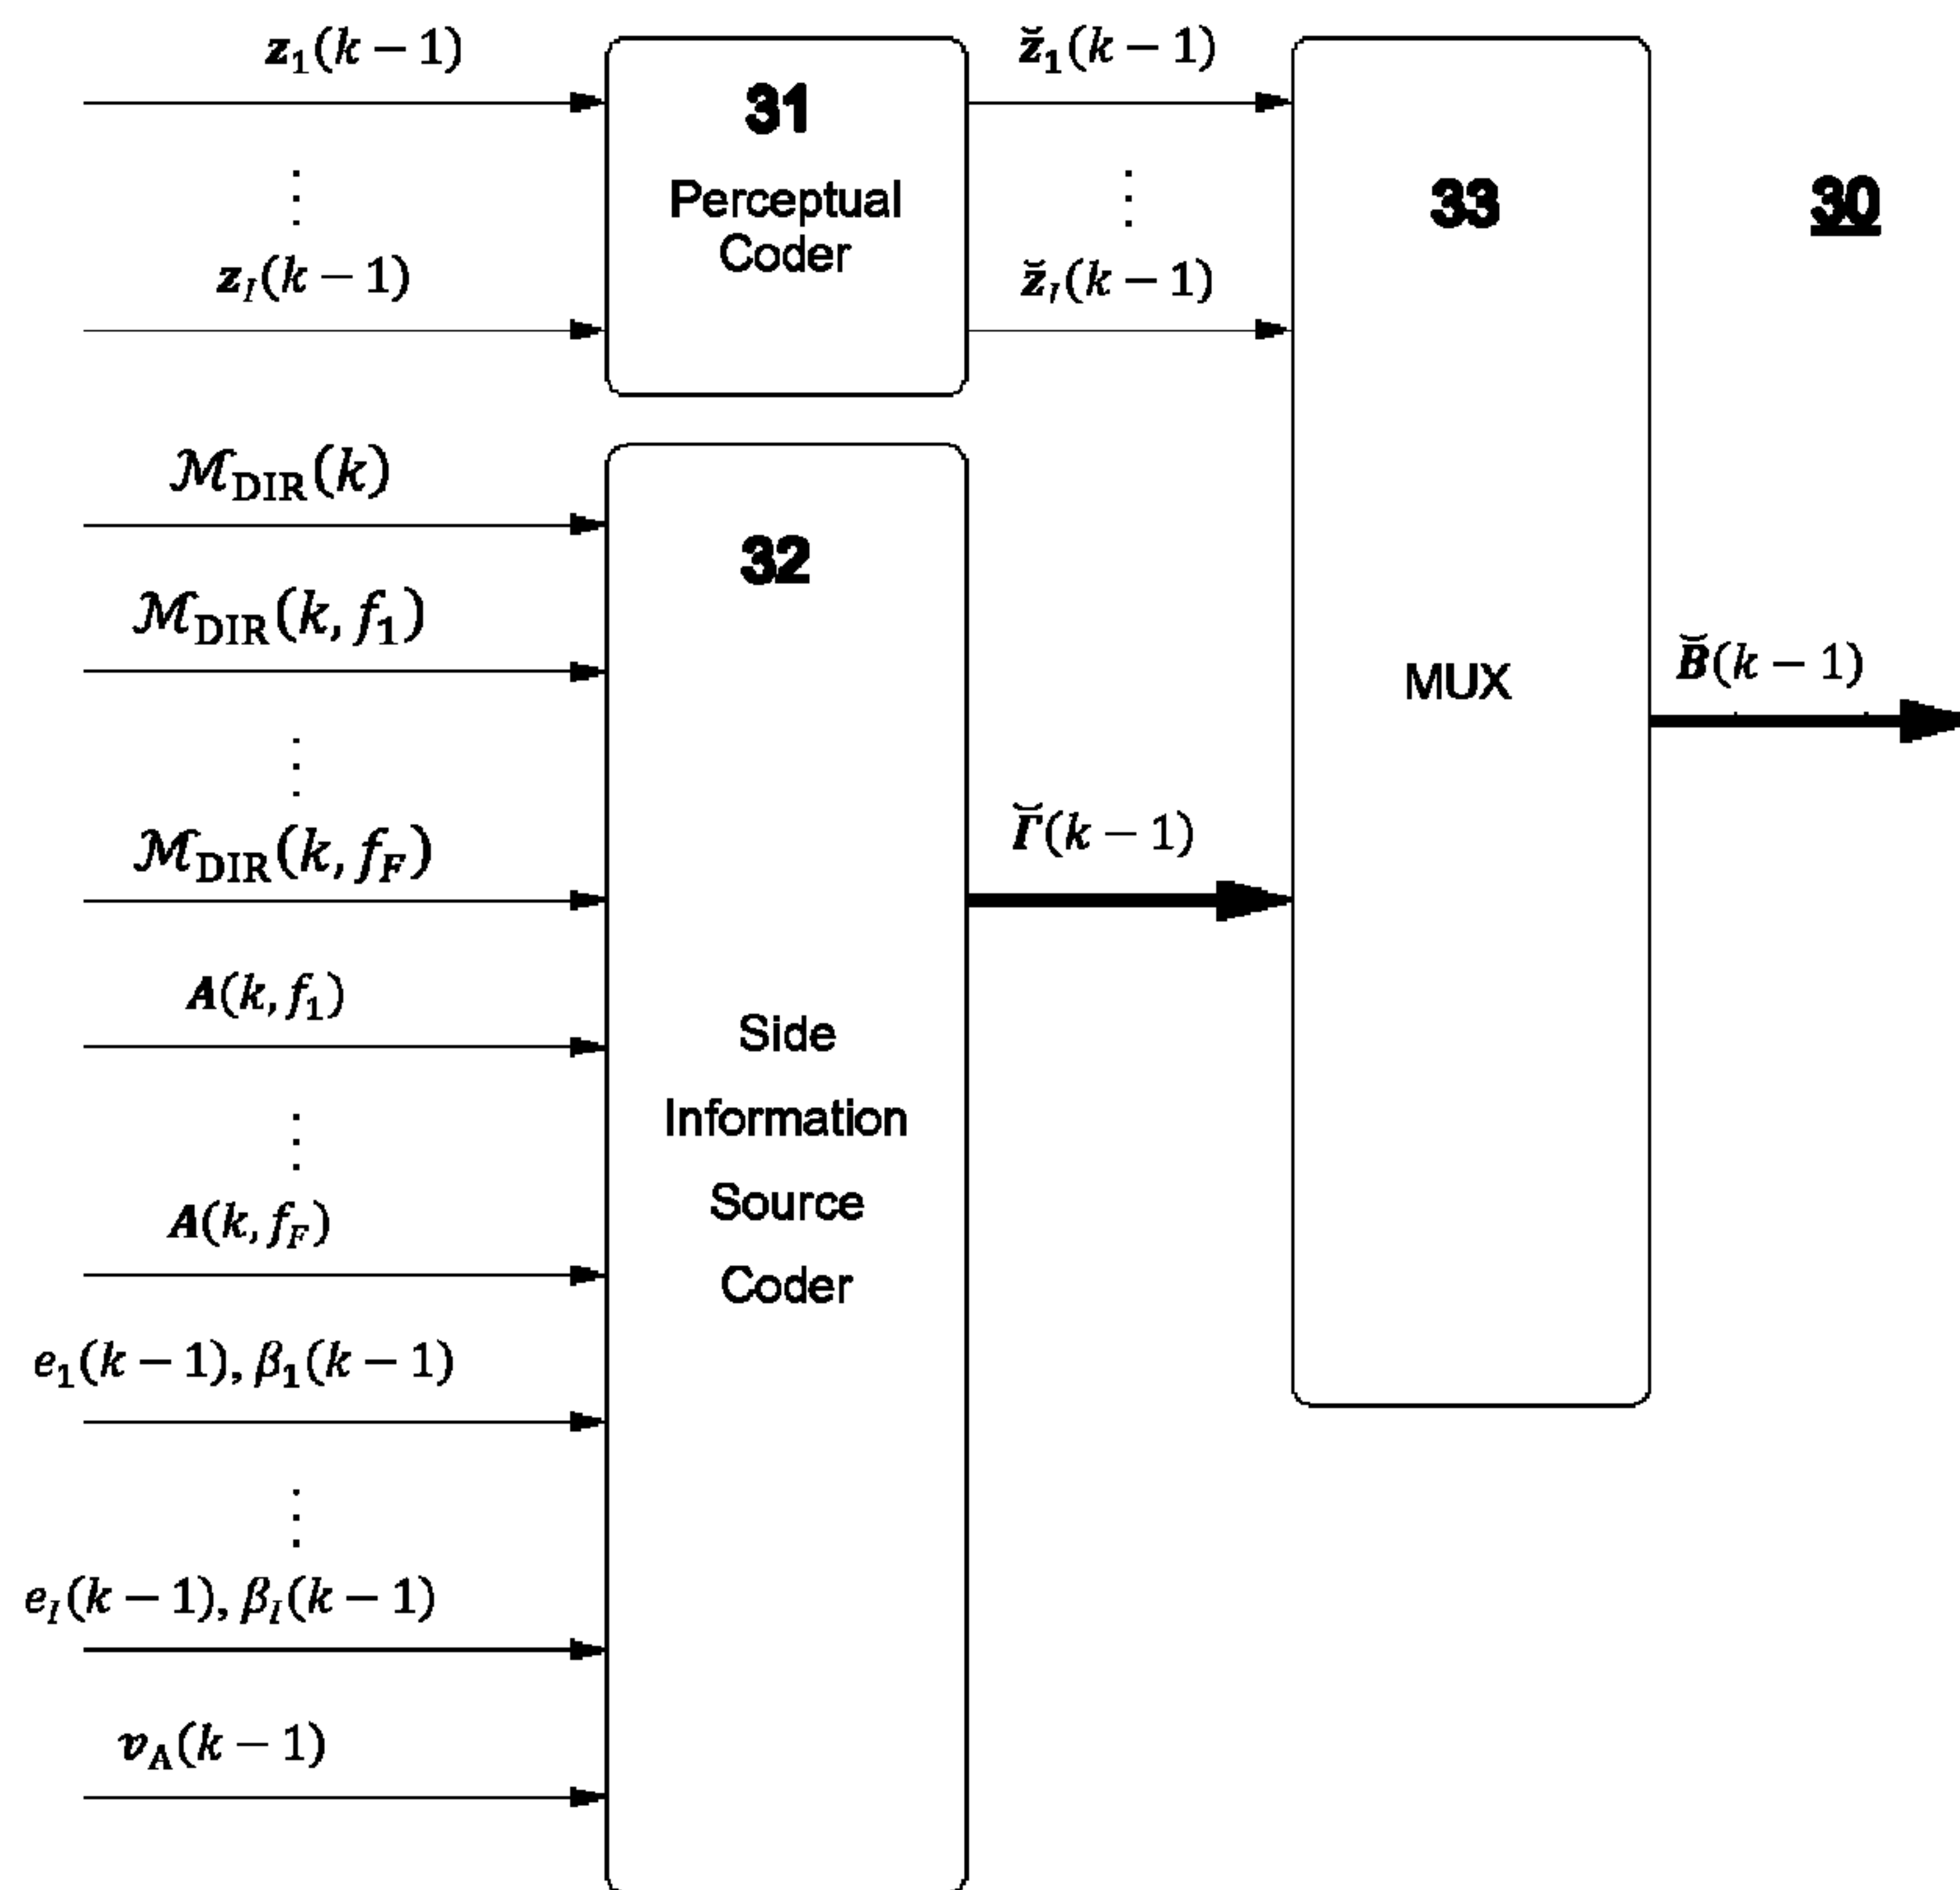 z₁(k − 1)
⋮
z_I(k − 1)
31
Perceptual
Coder
z̆₁(k − 1)
⋮
z̆_I(k − 1)
33
MUX
30
B̆(k − 1)
ℳ_DIR(k)
ℳ_DIR(k, f₁)
⋮
ℳ_DIR(k, f_F)
A(k, f₁)
⋮
A(k, f_F)
e₁(k − 1), β₁(k − 1)
⋮
e_I(k − 1), β_I(k − 1)
v_A(k − 1)
32
Side
Information
Source
Coder
Γ̆(k − 1)